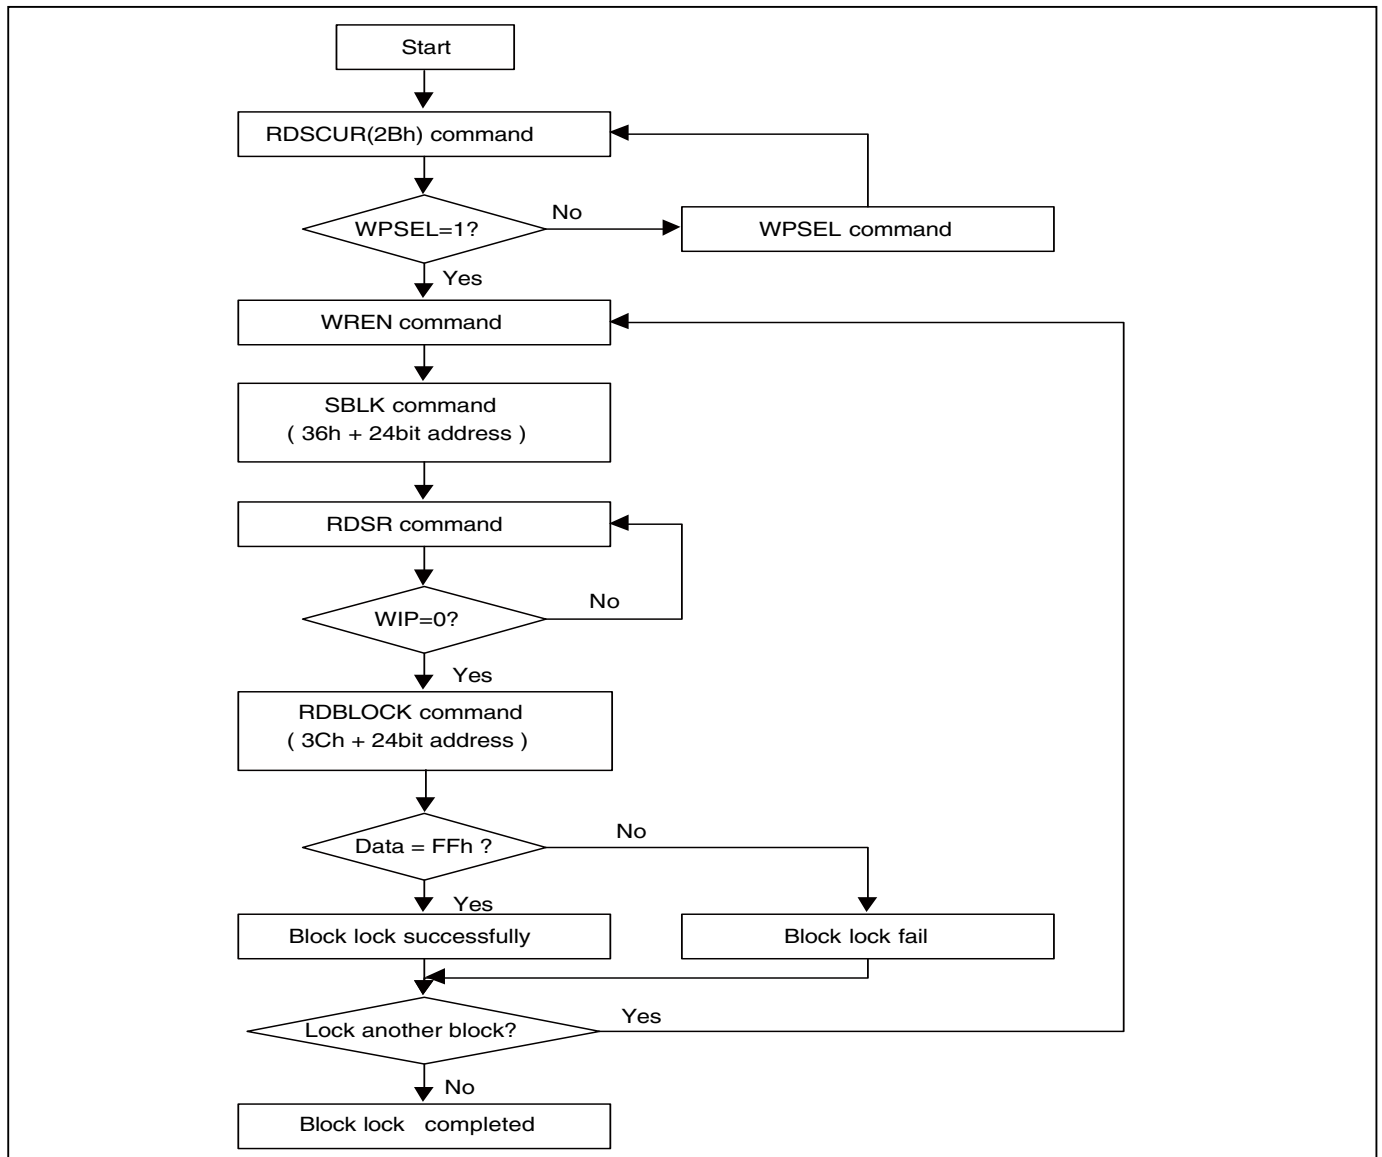 Start
RDSCUR(2Bh) command
WPSEL=1?
No
WPSEL command
Yes
WREN command
SBLK command
( 36h + 24bit address )
RDSR command
WIP=0?
No
Yes
RDBLOCK command
( 3Ch + 24bit address )
Data = FFh ?
No
Yes
Block lock successfully
Block lock fail
Lock another block?
Yes
No
Block lock completed